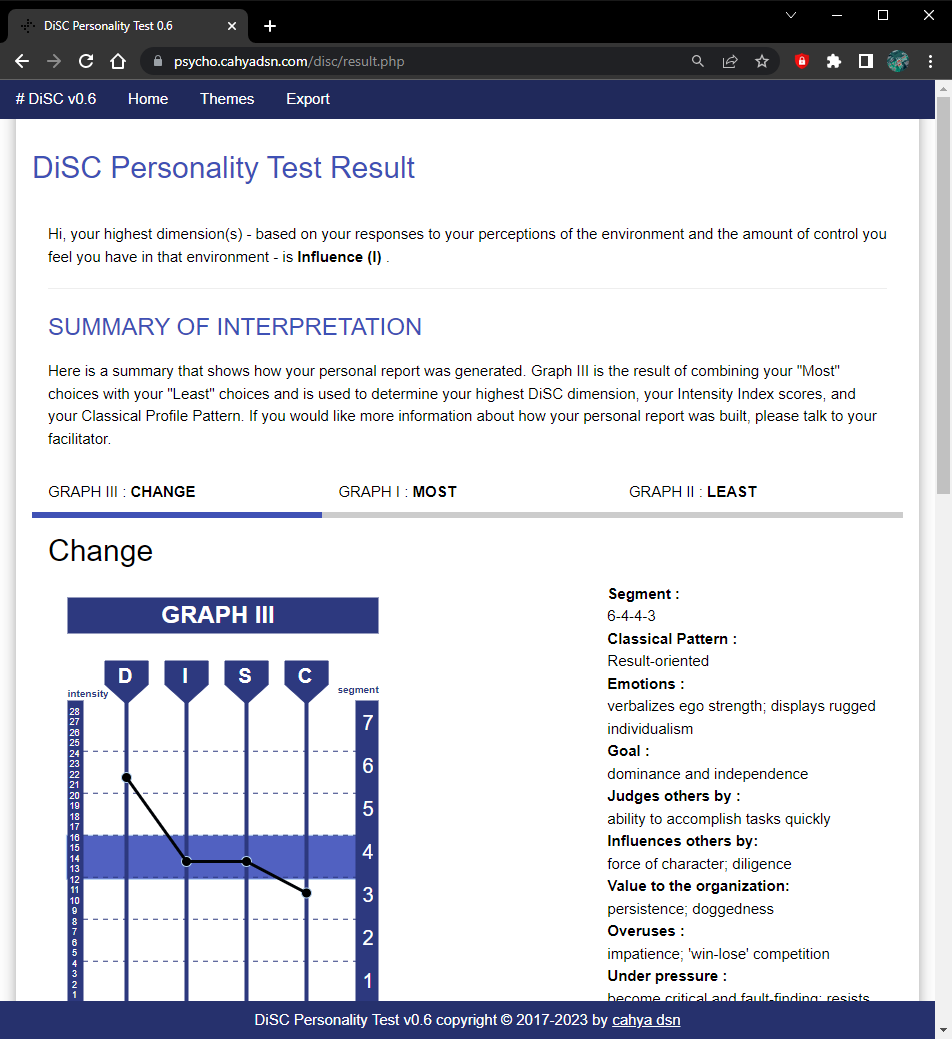 DiSC Personality Test 0.6
psycho.cahyadsn.com/disc/result.php
# DiSC v0.6 Home Themes Export
DiSC Personality Test Result
Hi, your highest dimension(s) - based on your responses to your perceptions of the environment and the amount of control you
feel you have in that environment - is Influence (I) .
SUMMARY OF INTERPRETATION
Here is a summary that shows how your personal report was generated. Graph III is the result of combining your "Most"
choices with your "Least" choices and is used to determine your highest DiSC dimension, your Intensity Index scores, and
your Classical Profile Pattern. If you would like more information about how your personal report was built, please talk to your
facilitator.
GRAPH III : CHANGE GRAPH I : MOST GRAPH II : LEAST
Change
GRAPH III
D I S C
intensity segment
28
27
26
25
24
23
22
21
20
19
18
17
16
15
14
13
12
11
10
9
8
7
6
5
4
3
2
1
7
6
5
4
3
2
1
Segment :
6-4-4-3
Classical Pattern :
Result-oriented
Emotions :
verbalizes ego strength; displays rugged
individualism
Goal :
dominance and independence
Judges others by :
ability to accomplish tasks quickly
Influences others by:
force of character; diligence
Value to the organization:
persistence; doggedness
Overuses :
impatience; 'win-lose' competition
Under pressure :
become critical and fault-finding; resists
DiSC Personality Test v0.6 copyright © 2017-2023 by cahya dsn